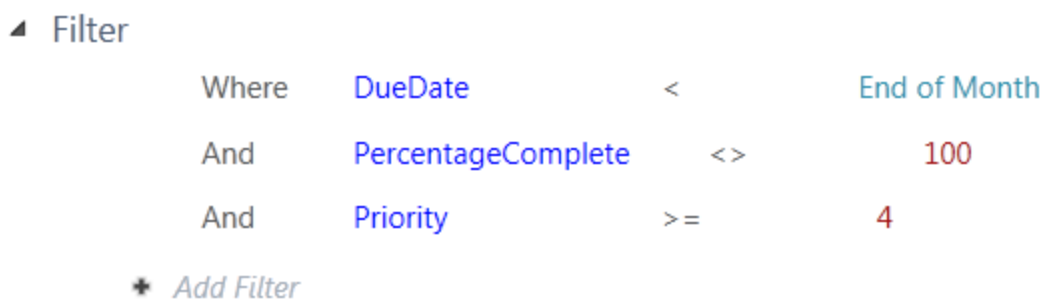 Filter
Where DueDate < End of Month
And PercentageComplete <> 100
And Priority >= 4
Add Filter